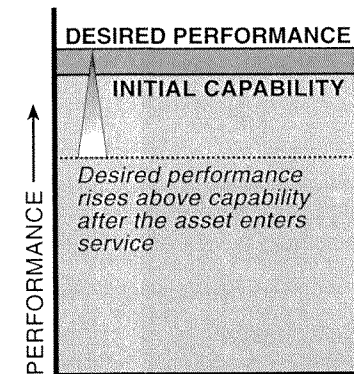 DESIRED PERFORMANCE
INITIAL CAPABILITY
Desired performance
rises above capability
after the asset enters
service
PERFORMANCE